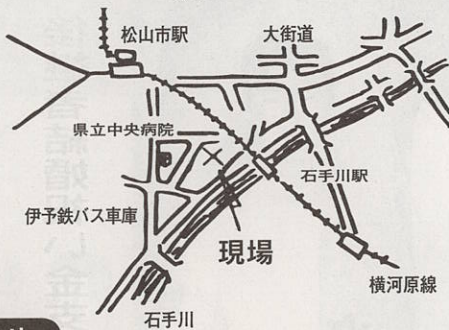 松山市駅
大街道
県立中央病院
石手川駅
伊予鉄バス車庫
現場
横河原線
石手川